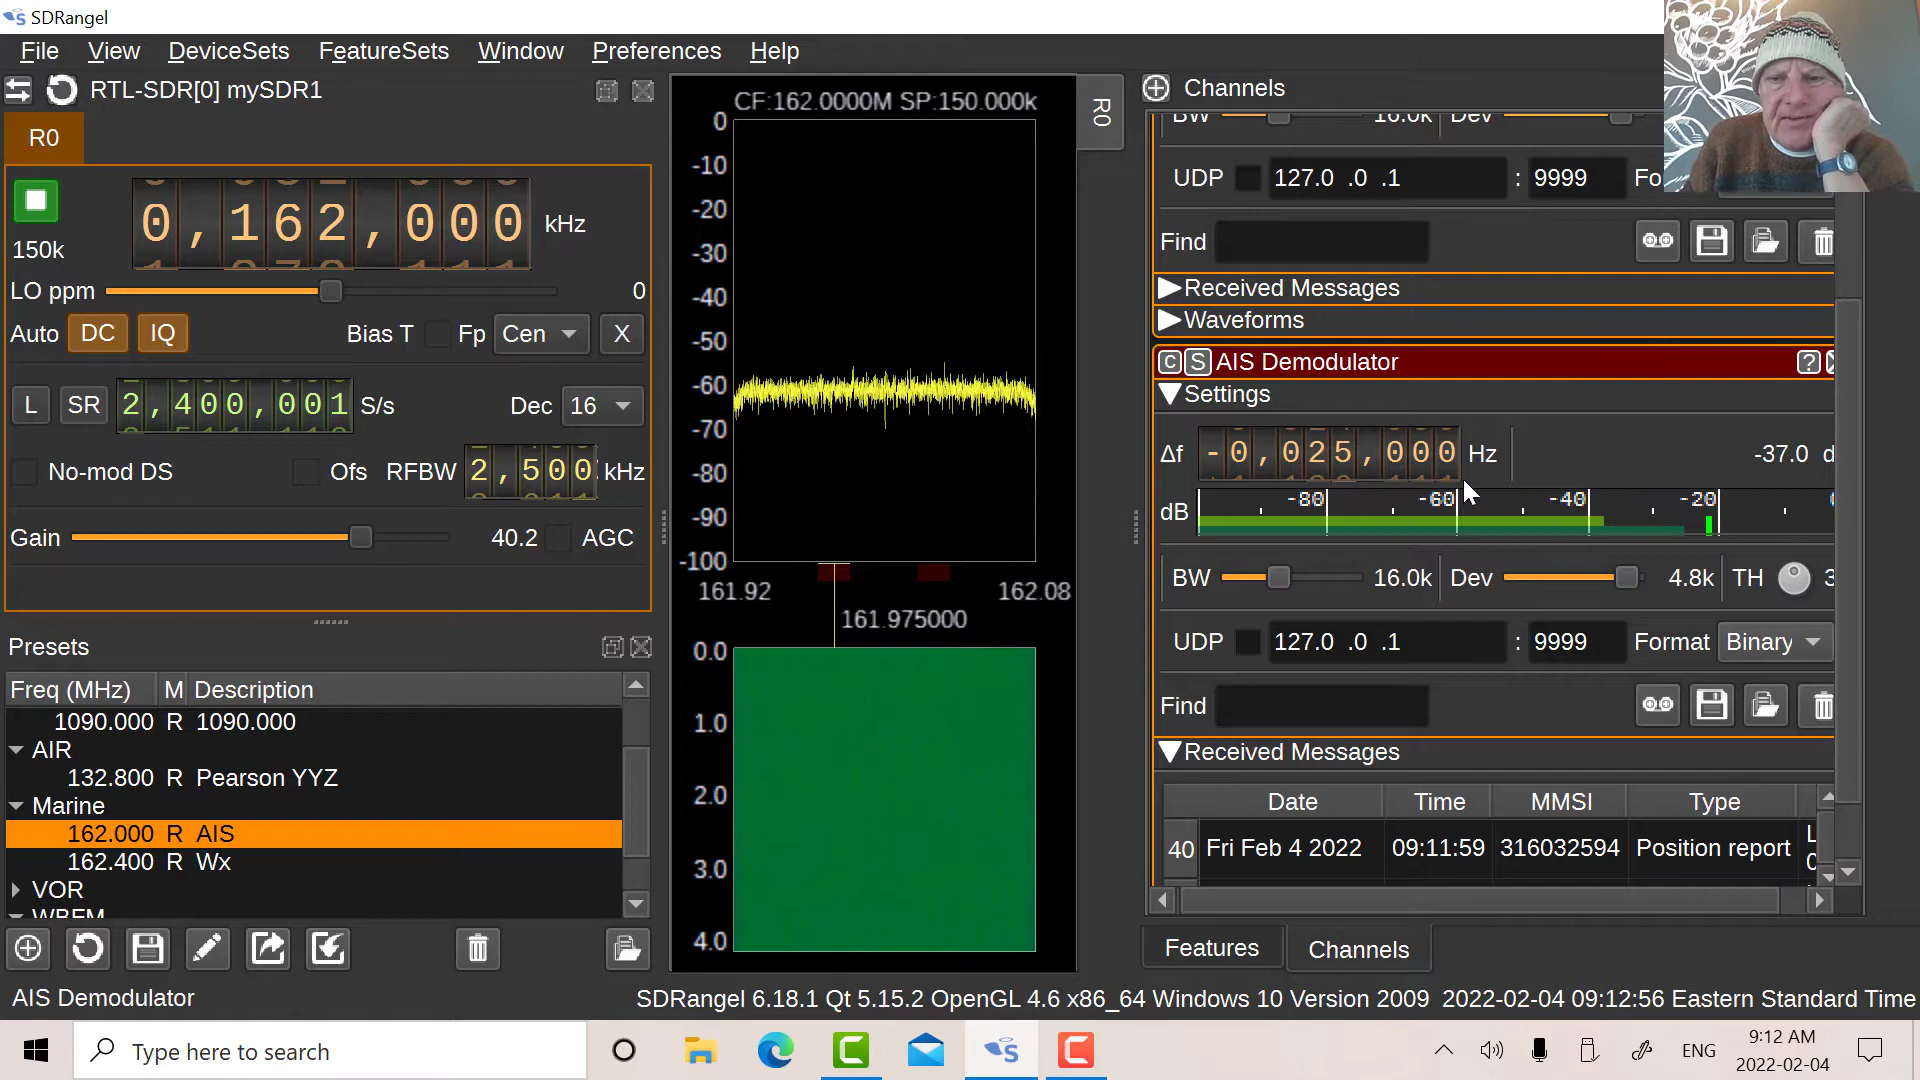 SDRangel
File View DeviceSets FeatureSets Window Preferences Help
RTL-SDR[0] mySDR1
R0
0,162,000 kHz
150k
LO ppm 0
Auto DC IQ Bias T Fp Cen X
L SR 2,400,001 S/s Dec 16
No-mod DS Ofs RFBW 2,500 kHz
Gain 40.2 AGC
Presets
Freq (MHz) M Description
1090.000 R 1090.000
AIR
132.800 R Pearson YYZ
Marine
162.000 R AIS
162.400 R Wx
VOR
WBFM
AIS Demodulator
CF:162.0000M SP:150.000k
0
-10
-20
-30
-40
-50
-60
-70
-80
-90
-100
161.92 162.08
161.975000
0.0
1.0
2.0
3.0
4.0
R0
Channels
BW 16.0k Dev
UDP 127.0 .0 .1 : 9999 Fo
Find
Received Messages
Waveforms
C S AIS Demodulator ?
Settings
Δf -0,025,000 Hz -37.0 d
dB -80 -60 -40 -20
BW 16.0k Dev 4.8k TH 3
UDP 127.0 .0 .1 : 9999 Format Binary
Find
Received Messages
Date Time MMSI Type
40 Fri Feb 4 2022 09:11:59 316032594 Position report
Features Channels
SDRangel 6.18.1 Qt 5.15.2 OpenGL 4.6 x86_64 Windows 10 Version 2009 2022-02-04 09:12:56 Eastern Standard Time
Type here to search
ENG
9:12 AM
2022-02-04